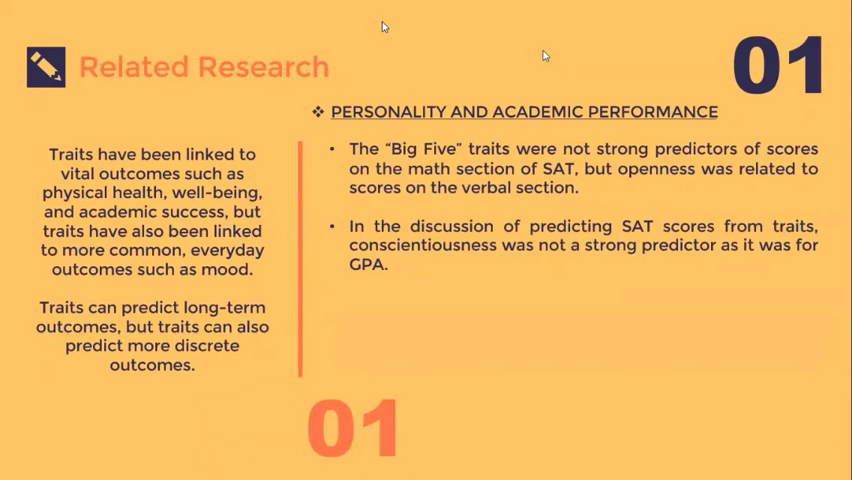 Related Research
01
Traits have been linked to
vital outcomes such as
physical health, well-being,
and academic success, but
traits have also been linked
to more common, everyday
outcomes such as mood.
Traits can predict long-term
outcomes, but traits can also
predict more discrete
outcomes.
❖ PERSONALITY AND ACADEMIC PERFORMANCE
• The “Big Five” traits were not strong predictors of scores
on the math section of SAT, but openness was related to
scores on the verbal section.
• In the discussion of predicting SAT scores from traits,
conscientiousness was not a strong predictor as it was for
GPA.
01